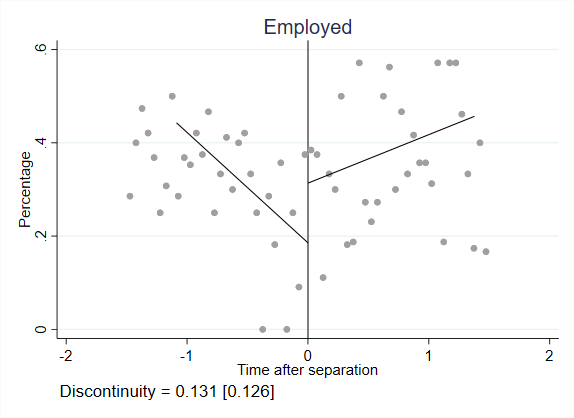 Employed
Percentage
.6
.4
.2
0
-2 -1 0 1 2
Time after separation
Discontinuity = 0.131 [0.126]